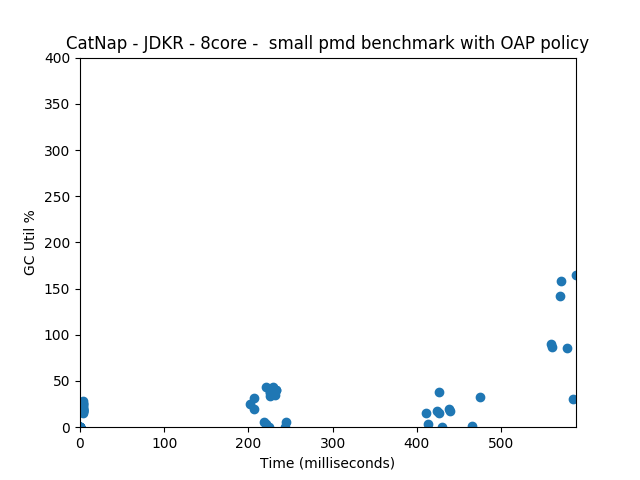 CatNap - JDKR - 8core -  small pmd benchmark with OAP policy
400
350
300
250
200
150
100
50
0
GC Util %
0 100 200 300 400 500
Time (milliseconds)